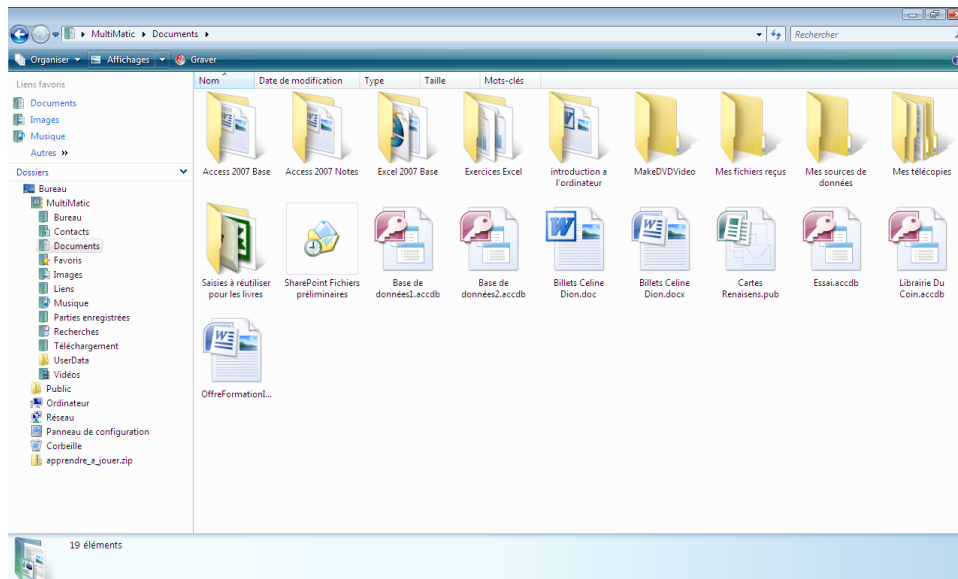 MultiMatic Documents
Rechercher
Organiser Affichages Graver
Liens favoris
Documents
Images
Musique
Autres »
Dossiers
Bureau
MultiMatic
Bureau
Contacts
Documents
Favoris
Images
Liens
Musique
Parties enregistrées
Recherches
Téléchargement
UserData
Vidéos
Public
Ordinateur
Réseau
Panneau de configuration
Corbeille
apprendre_a_jouer.zip
Nom Date de modification Type Taille Mots-clés
Access 2007 Base Access 2007 Notes Excel 2007 Base Exercices Excel introduction a MakeDVDVideo Mes fichiers reçus Mes sources de Mes télécopies
l'ordinateur données
Saisies à réutiliser SharePoint Fichiers Base de Base de Billets Celine Billets Celine Cartes Essai.accdb Librairie Du
pour les livres préliminaires données1.accdb données2.accdb Dion.doc Dion.docx Renaisens.pub Coin.accdb
OffreFormationI...
19 éléments